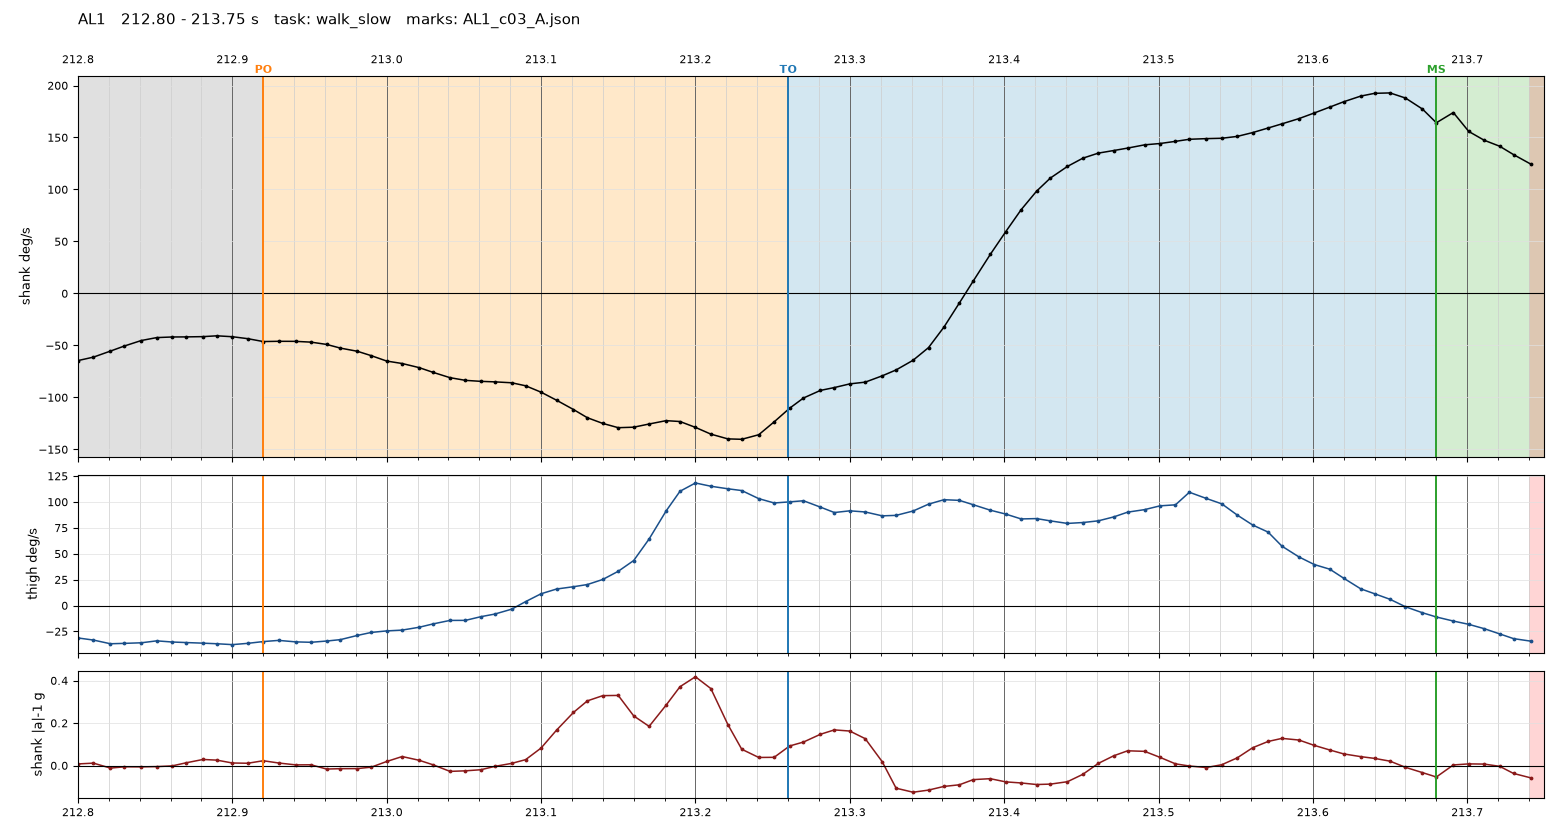 AL1   212.80 - 213.75 s   task: walk_slow   marks: AL1_c03_A.json
212.8 212.9 213.0 213.1 213.2 213.3 213.4 213.5 213.6 213.7
PO TO MS
shank deg/s
200
150
100
50
0
−50
−100
−150
thigh deg/s
125
100
75
50
25
0
−25
shank |a|-1 g
0.4
0.2
0.0
212.8 212.9 213.0 213.1 213.2 213.3 213.4 213.5 213.6 213.7